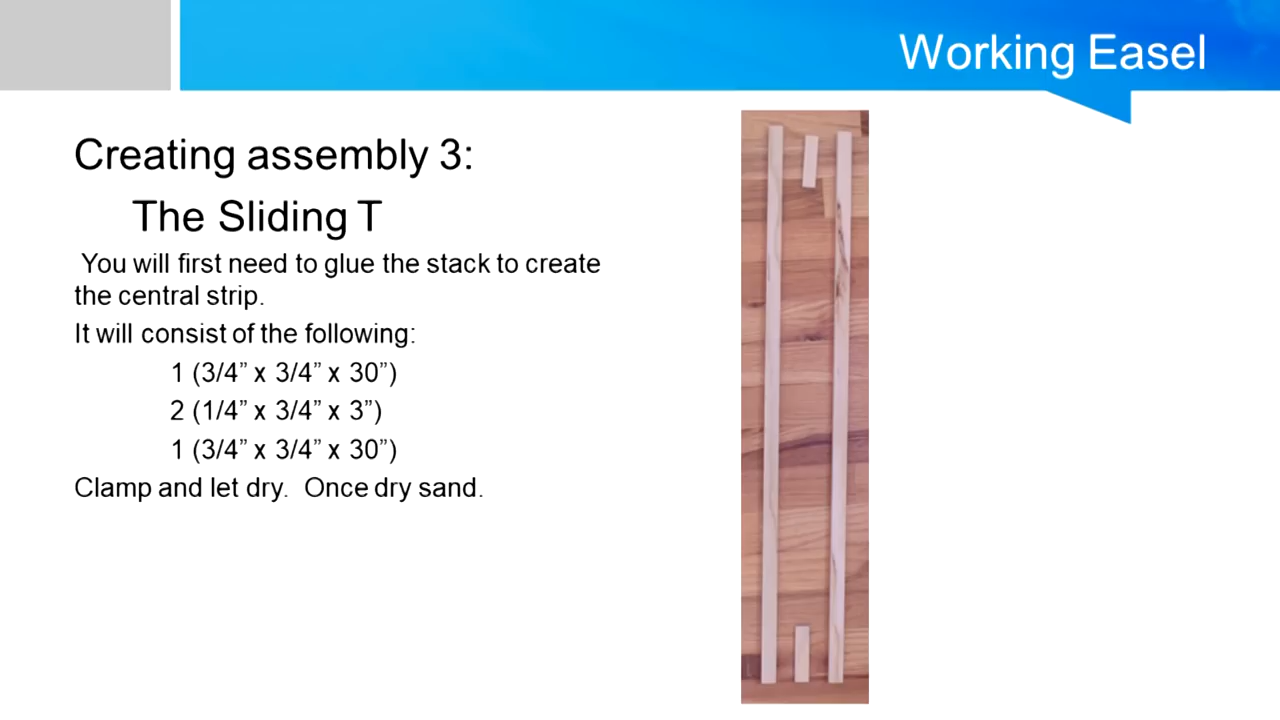 Working Easel
Creating assembly 3:
The Sliding T
You will first need to glue the stack to create
the central strip.
It will consist of the following:
1 (3/4” x 3/4” x 30”)
2 (1/4” x 3/4” x 3”)
1 (3/4” x 3/4” x 30”)
Clamp and let dry.  Once dry sand.